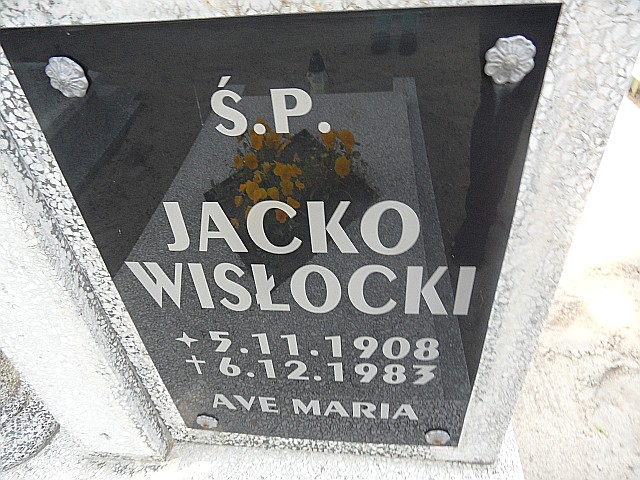 Ś.P.
JACKO
WISŁOCKI
✦ 5.11.1908
✝ 6.12.1983
AVE MARIA